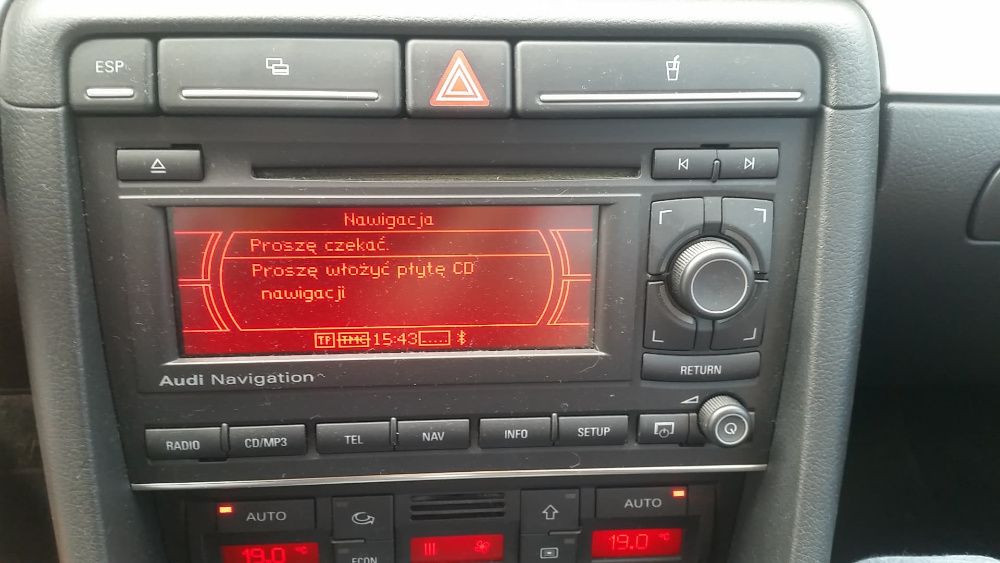 ESP
Nawigacja
Proszę czekać.
Proszę włożyć płytę CD
nawigacji
TP TMC 15:43
Audi Navigation
RETURN
RADIO CD/MP3 TEL NAV INFO SETUP
AUTO AUTO
19.0 °C 19.0 °C
ECON